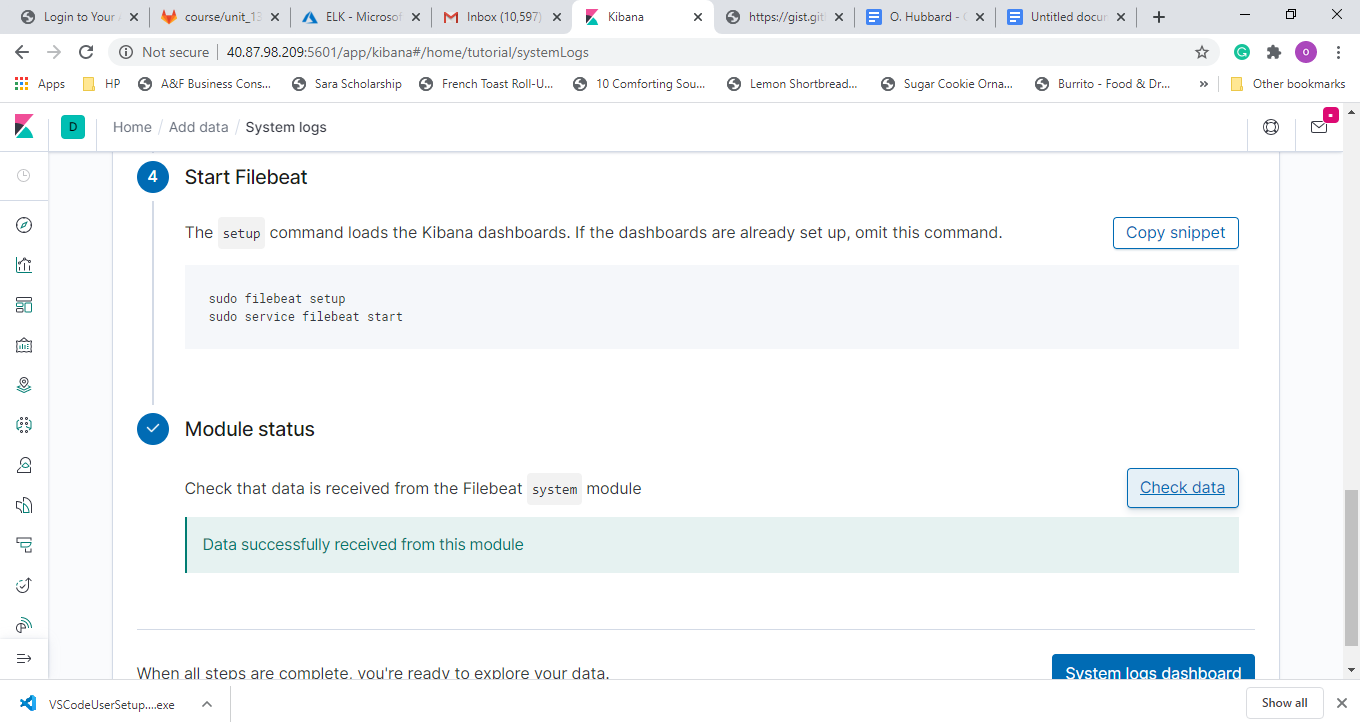 Login to Your
course/unit_13
ELK - Microsof
Inbox (10,597)
Kibana
https://gist.git
O. Hubbard -
Untitled docu
Not secure
40.87.98.209:5601/app/kibana#/home/tutorial/systemLogs
o
Apps
HP
A&F Business Cons...
Sara Scholarship
French Toast Roll-U...
10 Comforting Sou...
Lemon Shortbread...
Sugar Cookie Orna...
Burrito - Food & Dr...
»
Other bookmarks
D
Home / Add data / System logs
4
Start Filebeat
The setup command loads the Kibana dashboards. If the dashboards are already set up, omit this command.
Copy snippet
sudo filebeat setup
sudo service filebeat start
Module status
Check that data is received from the Filebeat system module
Check data
Data successfully received from this module
When all steps are complete, you're ready to explore your data.
System logs dashboard
VSCodeUserSetup....exe
Show all